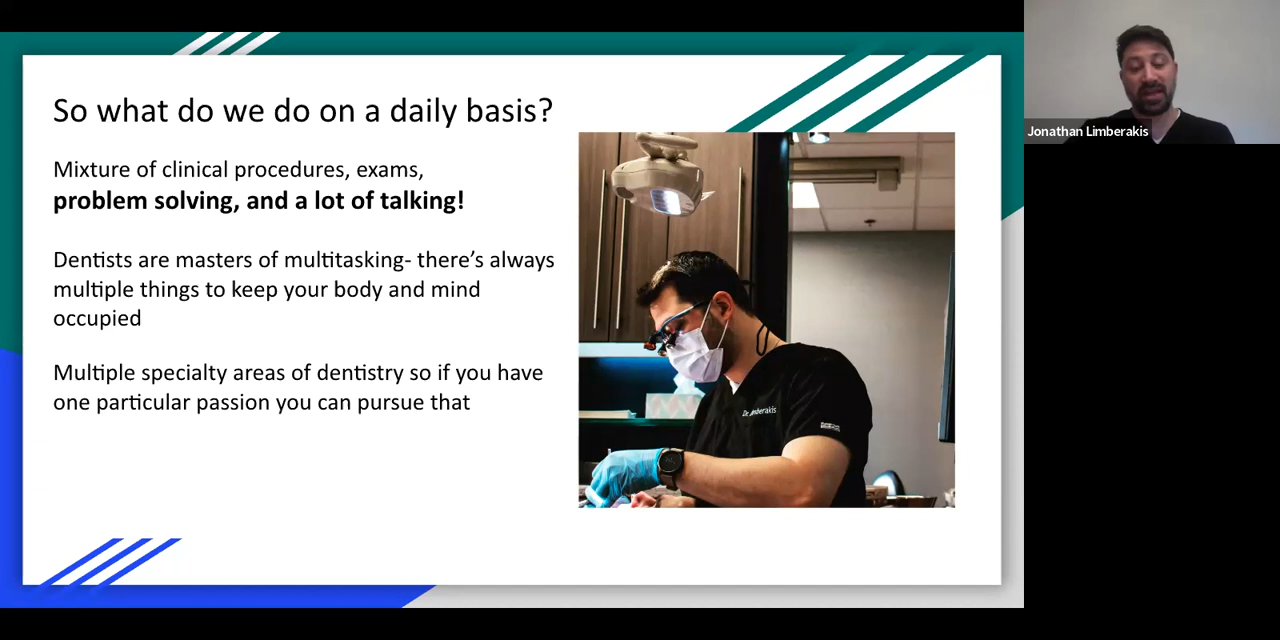 So what do we do on a daily basis?
Mixture of clinical procedures, exams,
problem solving, and a lot of talking!
Dentists are masters of multitasking- there’s always
multiple things to keep your body and mind
occupied
Multiple specialty areas of dentistry so if you have
one particular passion you can pursue that
Jonathan Limberakis